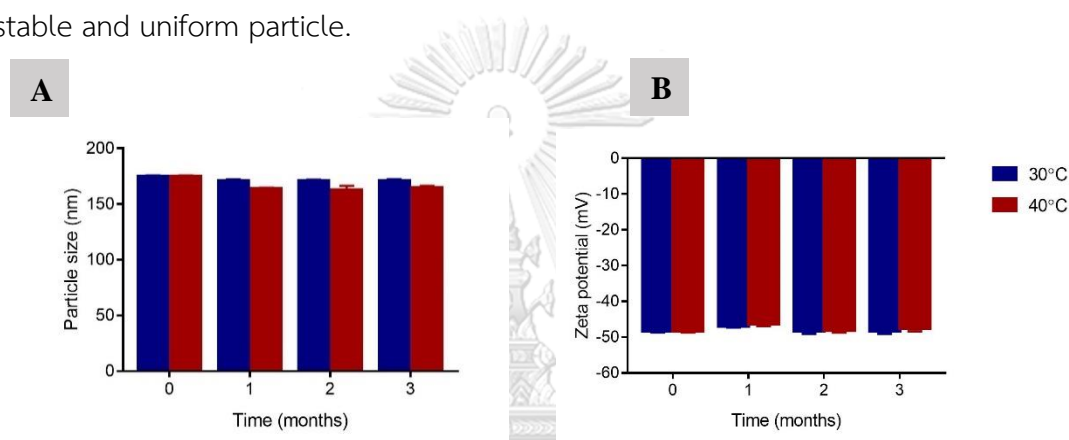 stable and uniform particle.
A
200
150
100
50
0
Particle size (nm)
0 1 2 3
Time (months)
B
0
-10
-20
-30
-40
-50
-60
Zeta potential (mV)
0 1 2 3
Time (months)
30°C
40°C